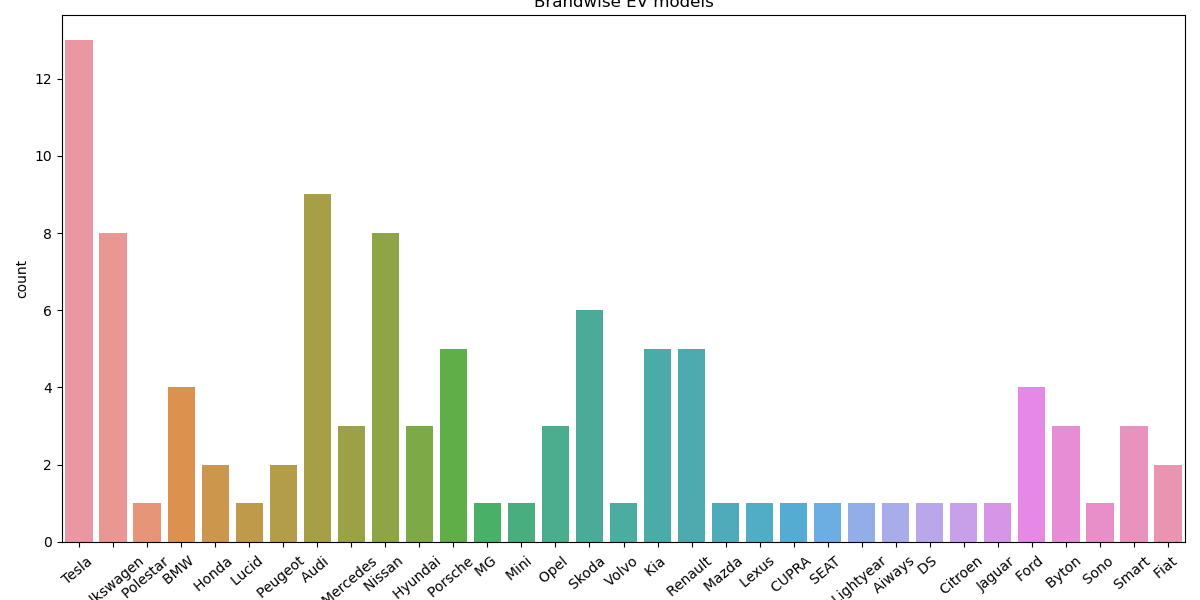 Brandwise EV models
count
12
10
8
6
4
2
0
Tesla
lkswagen
Polestar
BMW
Honda
Lucid
Peugeot
Audi
Mercedes
Nissan
Hyundai
Porsche
MG
Mini
Opel
Skoda
Volvo
Kia
Renault
Mazda
Lexus
CUPRA
SEAT
Lightyear
Aiways
DS
Citroen
Jaguar
Ford
Byton
Sono
Smart
Fiat